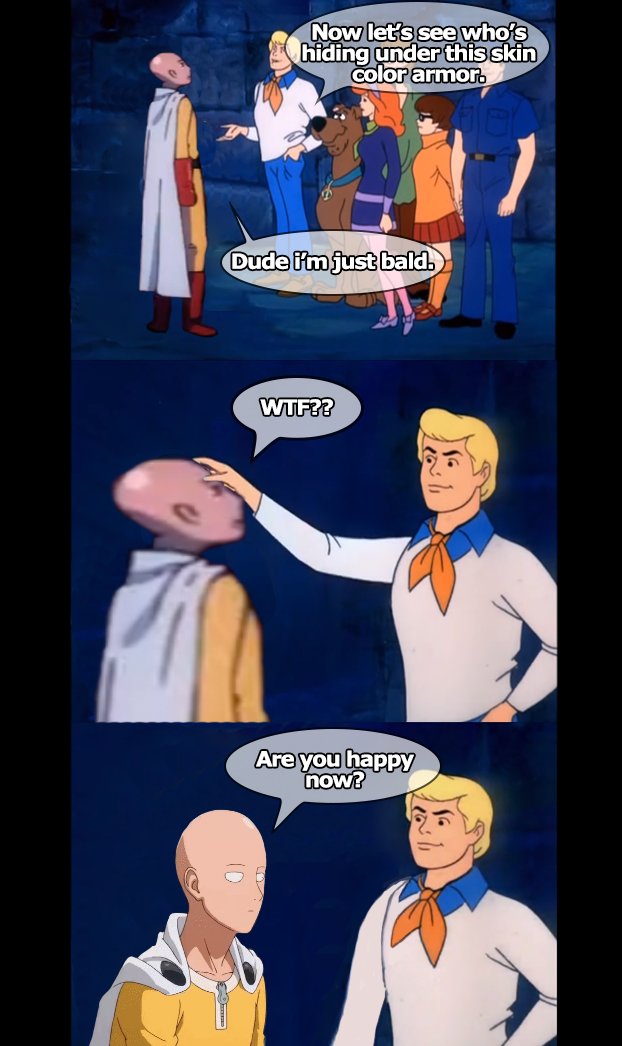 Now let's see who's
hiding under this skin
color armor.
Dude i'm just bald.
WTF??
Are you happy
now?